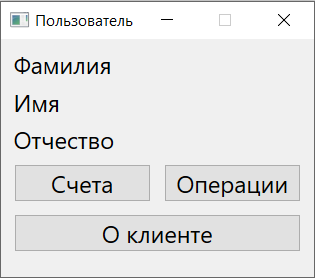 Пользователь
Фамилия
Имя
Отчество
Счета Операции
О клиенте